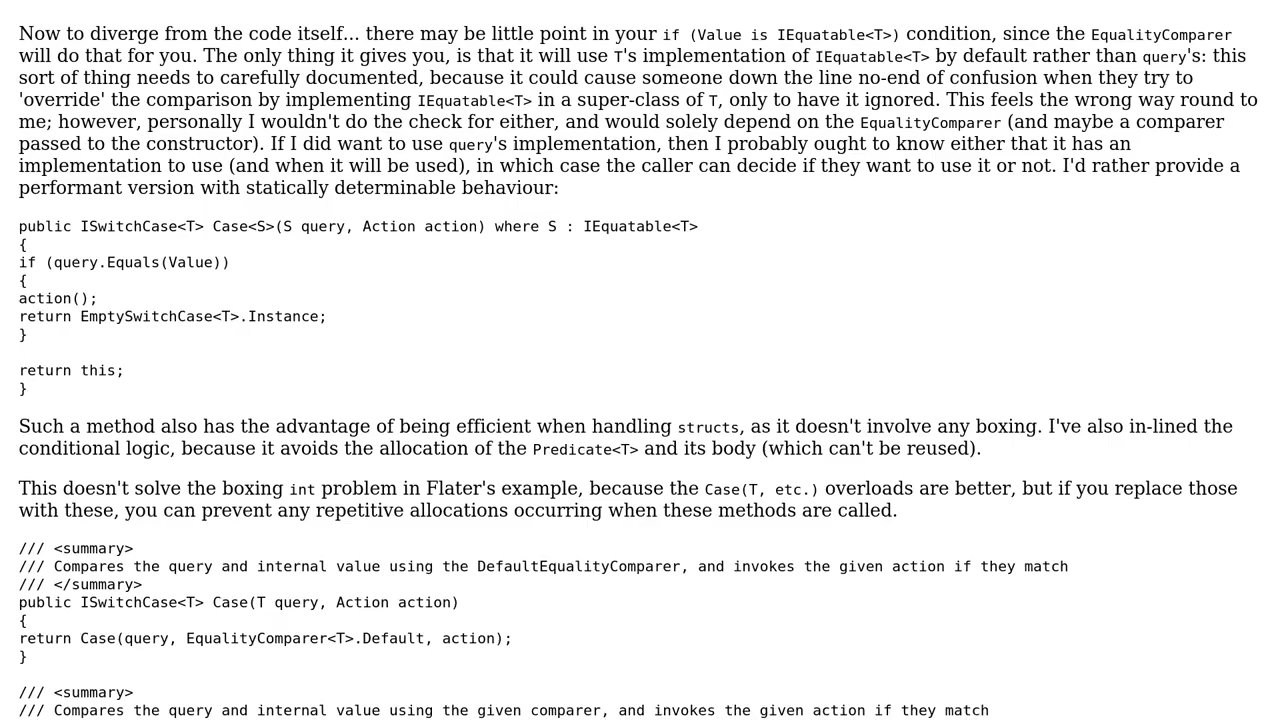 Now to diverge from the code itself... there may be little point in your if (Value is IEquatable<T>) condition, since the EqualityComparer
will do that for you. The only thing it gives you, is that it will use T's implementation of IEquatable<T> by default rather than query's: this
sort of thing needs to carefully documented, because it could cause someone down the line no-end of confusion when they try to
'override' the comparison by implementing IEquatable<T> in a super-class of T, only to have it ignored. This feels the wrong way round to
me; however, personally I wouldn't do the check for either, and would solely depend on the EqualityComparer (and maybe a comparer
passed to the constructor). If I did want to use query's implementation, then I probably ought to know either that it has an
implementation to use (and when it will be used), in which case the caller can decide if they want to use it or not. I'd rather provide a
performant version with statically determinable behaviour:
public ISwitchCase<T> Case<S>(S query, Action action) where S : IEquatable<T>
{
if (query.Equals(Value))
{
action();
return EmptySwitchCase<T>.Instance;
}
return this;
}
Such a method also has the advantage of being efficient when handling structs, as it doesn't involve any boxing. I've also in-lined the
conditional logic, because it avoids the allocation of the Predicate<T> and its body (which can't be reused).
This doesn't solve the boxing int problem in Flater's example, because the Case(T, etc.) overloads are better, but if you replace those
with these, you can prevent any repetitive allocations occurring when these methods are called.
/// <summary>
/// Compares the query and internal value using the DefaultEqualityComparer, and invokes the given action if they match
/// </summary>
public ISwitchCase<T> Case(T query, Action action)
{
return Case(query, EqualityComparer<T>.Default, action);
}
/// <summary>
/// Compares the query and internal value using the given comparer, and invokes the given action if they match